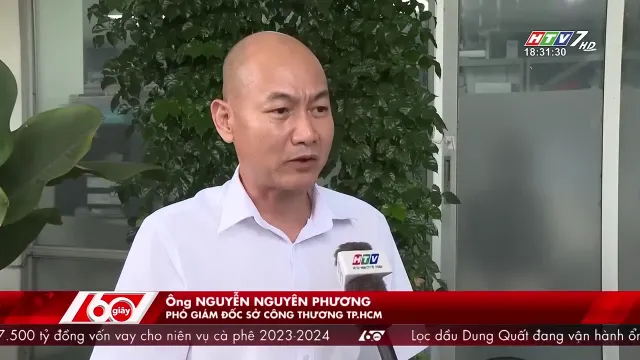 HTV7 HD
18:31:30
HTV
60 giây
Ông NGUYỄN NGUYÊN PHƯƠNG
PHÓ GIÁM ĐỐC SỞ CÔNG THƯƠNG TP.HCM
7.500 tỷ đồng vốn vay cho niên vụ cà phê 2023-2024 Lọc dầu Dung Quất đang vận hành ổ